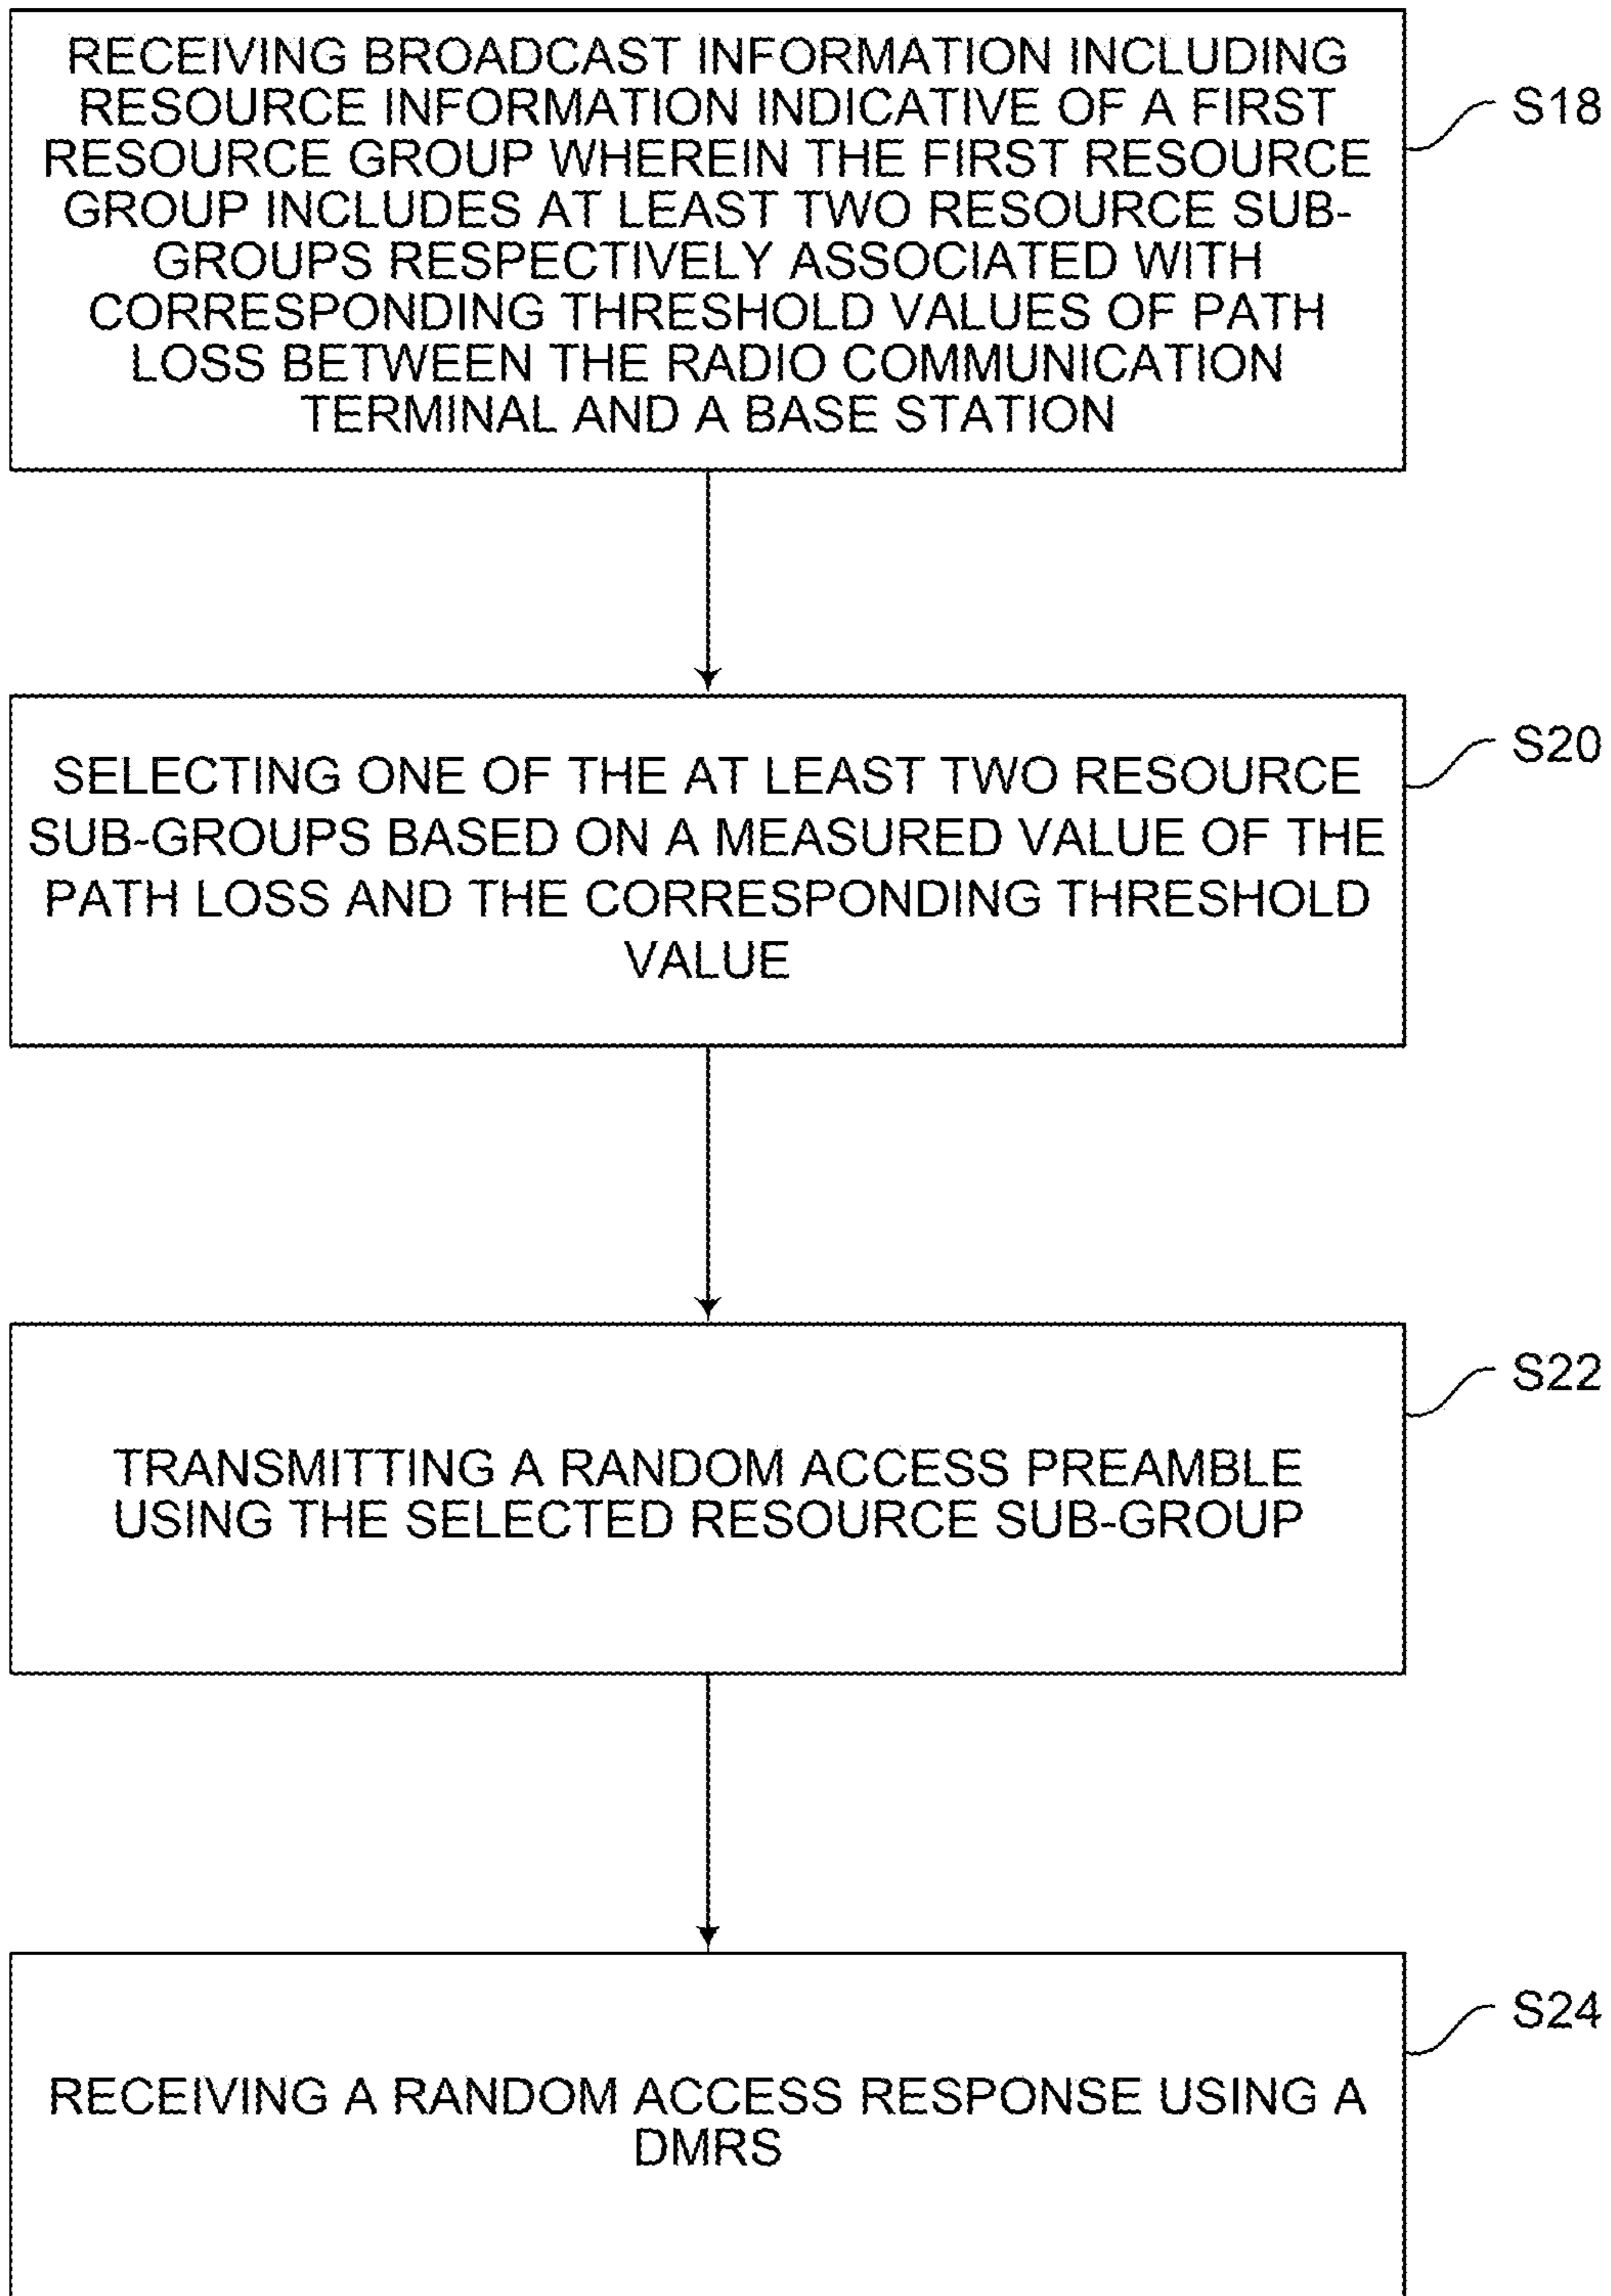 RECEIVING BROADCAST INFORMATION INCLUDING
RESOURCE INFORMATION INDICATIVE OF A FIRST
RESOURCE GROUP WHEREIN THE FIRST RESOURCE
GROUP INCLUDES AT LEAST TWO RESOURCE SUB-
GROUPS RESPECTIVELY ASSOCIATED WITH
CORRESPONDING THRESHOLD VALUES OF PATH
LOSS BETWEEN THE RADIO COMMUNICATION
TERMINAL AND A BASE STATION
S18
SELECTING ONE OF THE AT LEAST TWO RESOURCE
SUB-GROUPS BASED ON A MEASURED VALUE OF THE
PATH LOSS AND THE CORRESPONDING THRESHOLD
VALUE
S20
TRANSMITTING A RANDOM ACCESS PREAMBLE
USING THE SELECTED RESOURCE SUB-GROUP
S22
RECEIVING A RANDOM ACCESS RESPONSE USING A
DMRS
S24